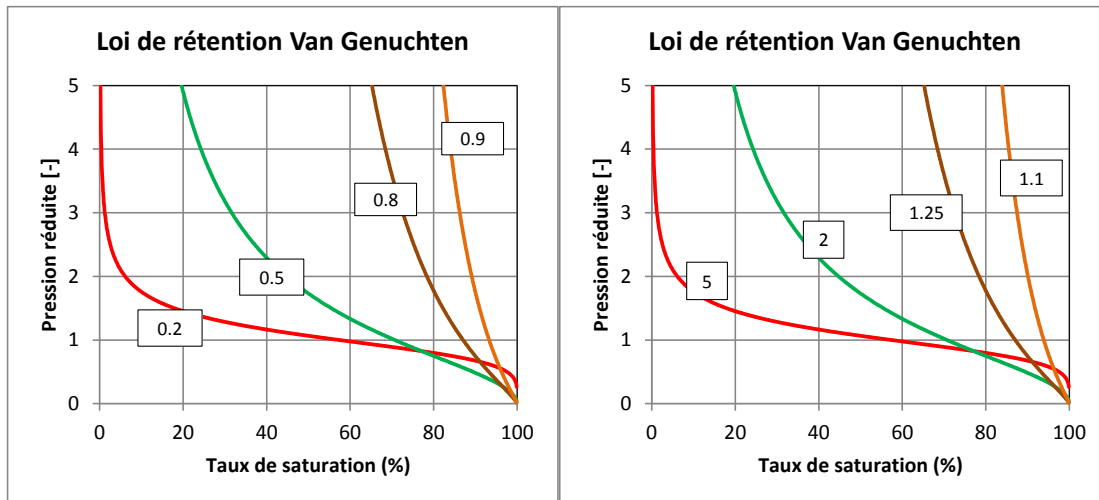 Loi de rétention Van Genuchten
Pression réduite [-]
5
4
3
2
1
0
0.9
0.8
0.5
0.2
0 20 40 60 80 100
Taux de saturation (%)
Loi de rétention Van Genuchten
Pression réduite [-]
5
4
3
2
1
0
1.1
1.25
2
5
0 20 40 60 80 100
Taux de saturation (%)